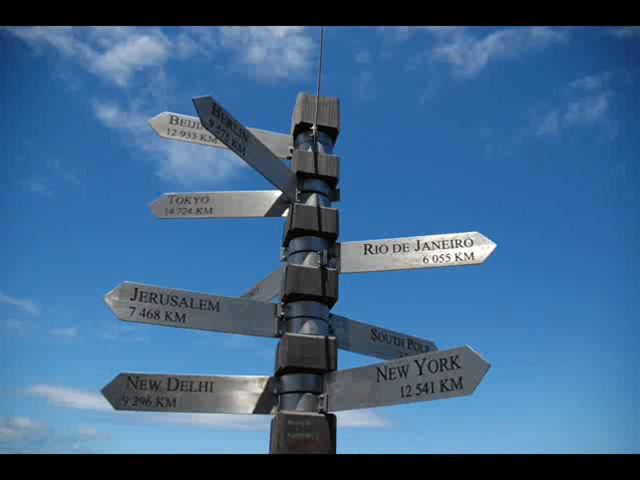 BERLIN
12 933 KM
TOKYO
14 724 KM
RIO DE JANEIRO
6 055 KM
JERUSALEM
7 468 KM
SOUTH POLE
NEW YORK
12 541 KM
NEW DELHI
9 296 KM